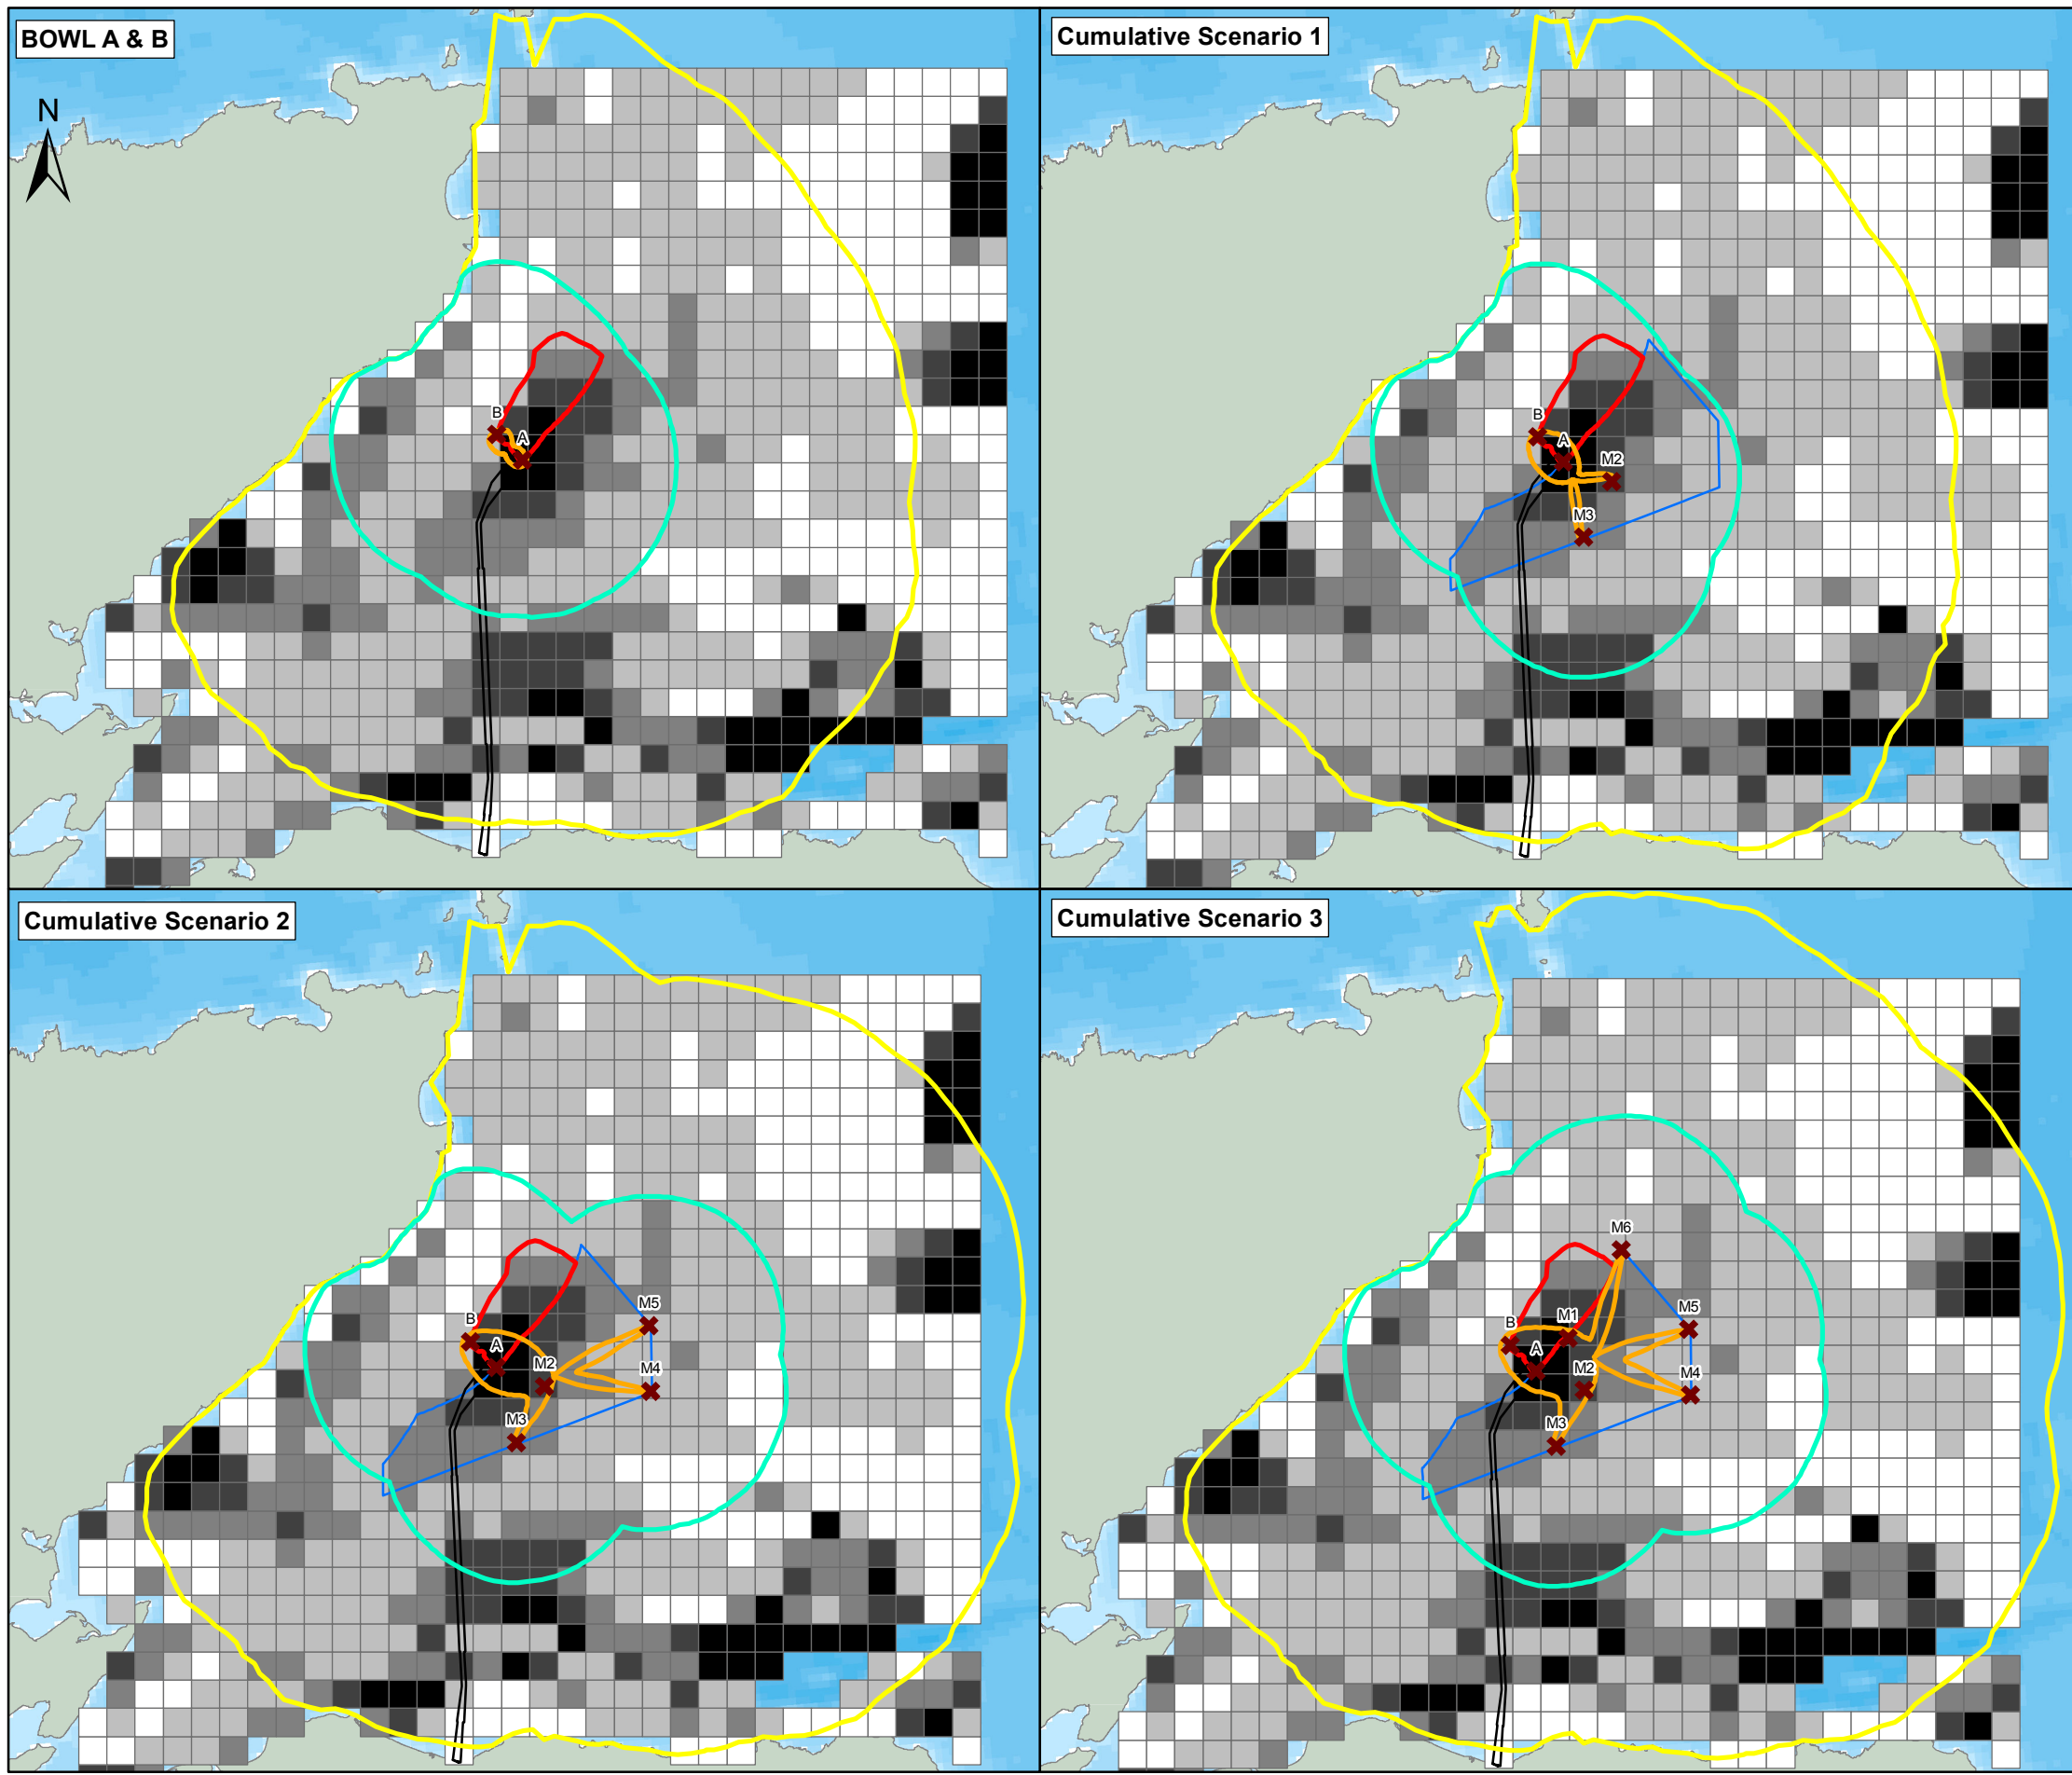 BOWL A & B
N
B
A
Cumulative Scenario 1
B
A
M2
M3
Cumulative Scenario 2
M5
B
A
M2
M4
M3
Cumulative Scenario 3
M6
M5
M1
B
A
M2
M4
M3